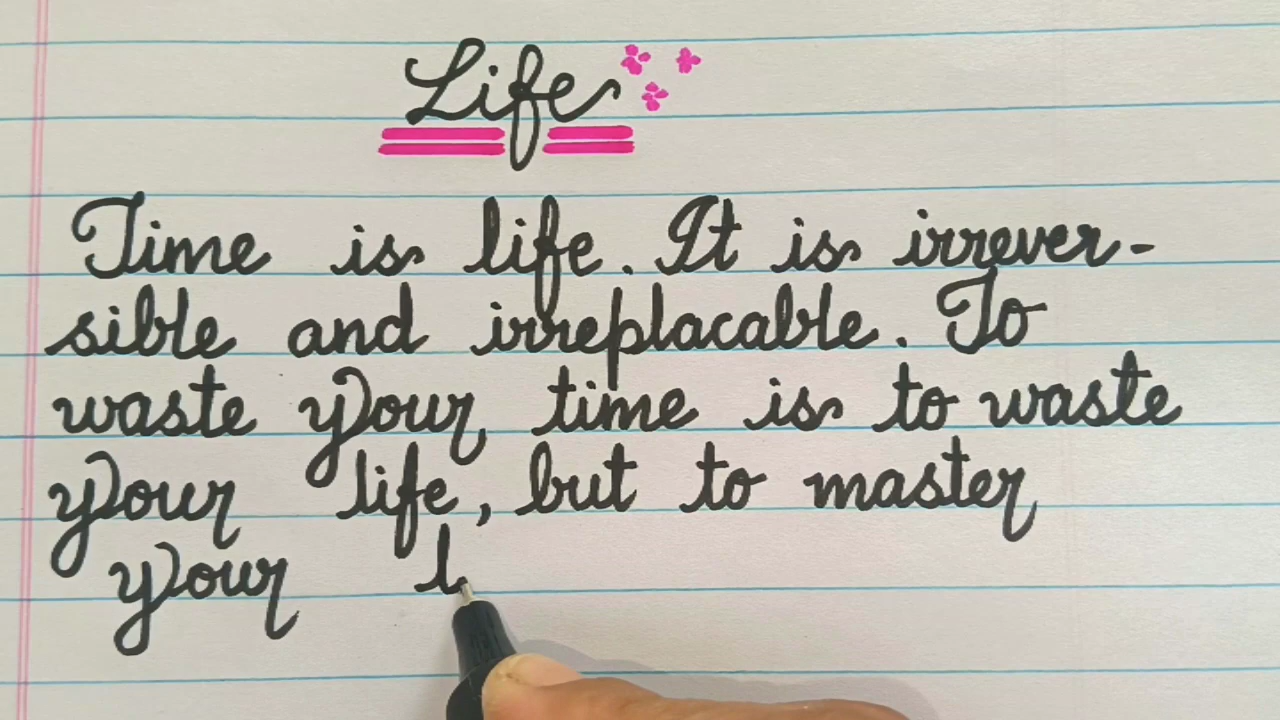 Life
Time is life. It is irrever-
sible and irreplacable. To
waste your time is to waste
your life, but to master
your l